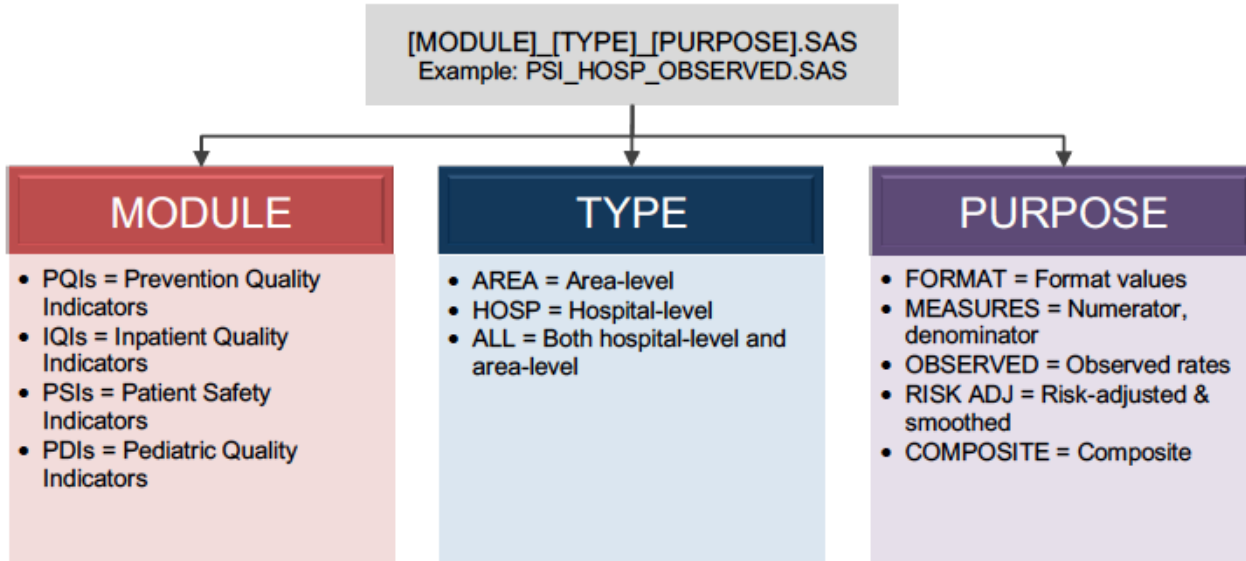 [MODULE]_[TYPE]_[PURPOSE].SAS
Example: PSI_HOSP_OBSERVED.SAS
MODULE
• PQIs = Prevention Quality
Indicators
• IQIs = Inpatient Quality
Indicators
• PSIs = Patient Safety
Indicators
• PDIs = Pediatric Quality
Indicators
TYPE
• AREA = Area-level
• HOSP = Hospital-level
• ALL = Both hospital-level and
area-level
PURPOSE
• FORMAT = Format values
• MEASURES = Numerator,
denominator
• OBSERVED = Observed rates
• RISK ADJ = Risk-adjusted &
smoothed
• COMPOSITE = Composite